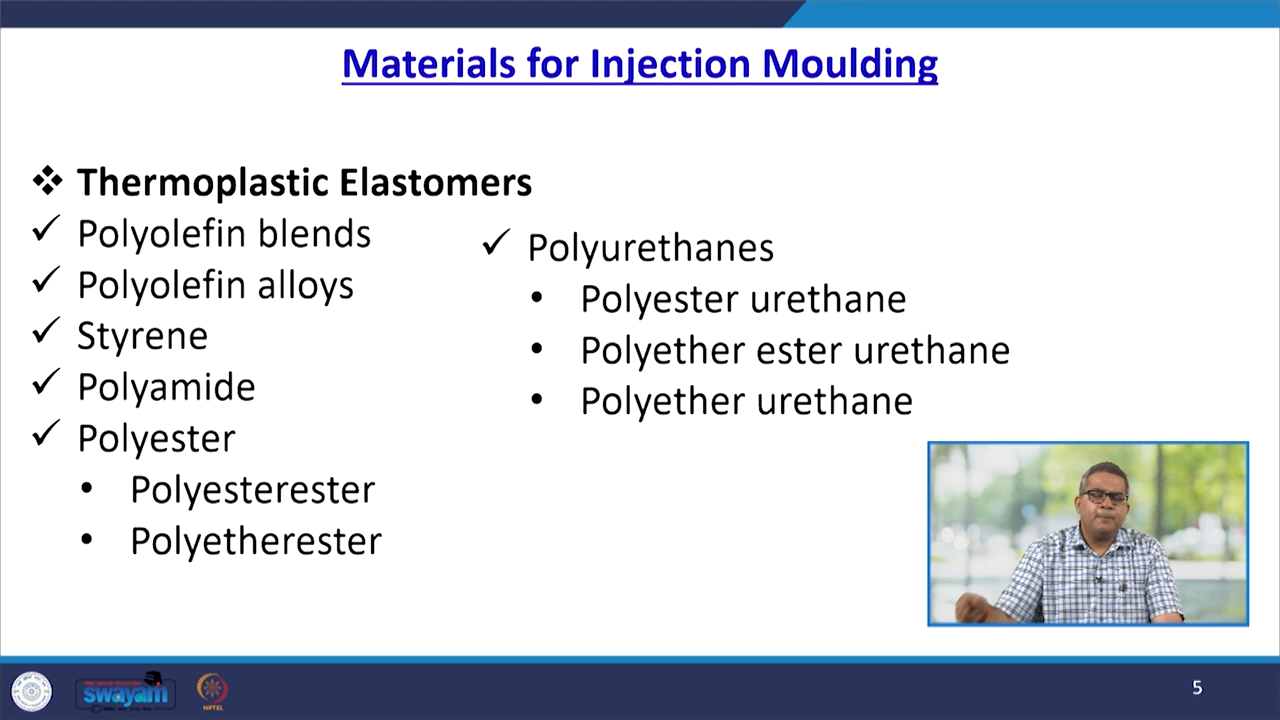 Materials for Injection Moulding
❖ Thermoplastic Elastomers
✓ Polyolefin blends
✓ Polyolefin alloys
✓ Styrene
✓ Polyamide
✓ Polyester
• Polyesterester
• Polyetherester
✓ Polyurethanes
• Polyester urethane
• Polyether ester urethane
• Polyether urethane
swayam
NPTEL
5